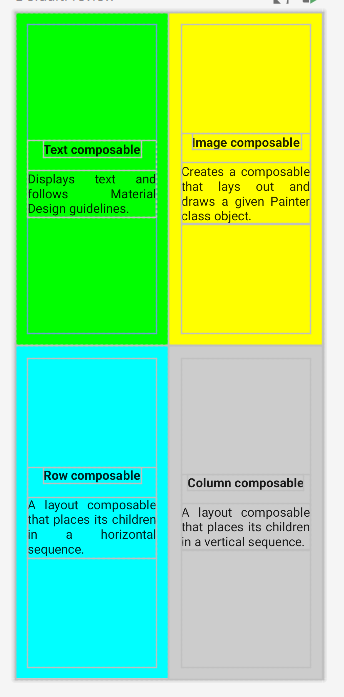 Text composable
Displays text and
follows Material
Design guidelines.
Image composable
Creates a composable
that lays out and
draws a given Painter
class object.
Row composable
A layout composable
that places its children
in a horizontal
sequence.
Column composable
A layout composable
that places its children
in a vertical sequence.